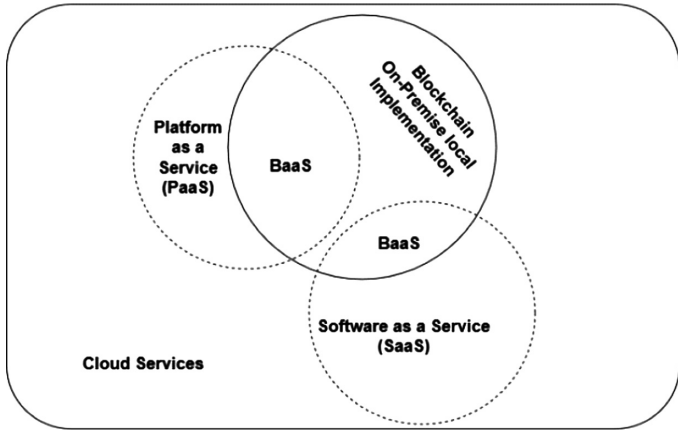 Blockchain
On-Premise local
Implementation
Platform
as a
Service
(PaaS)
BaaS
BaaS
Software as a Service
(SaaS)
Cloud Services